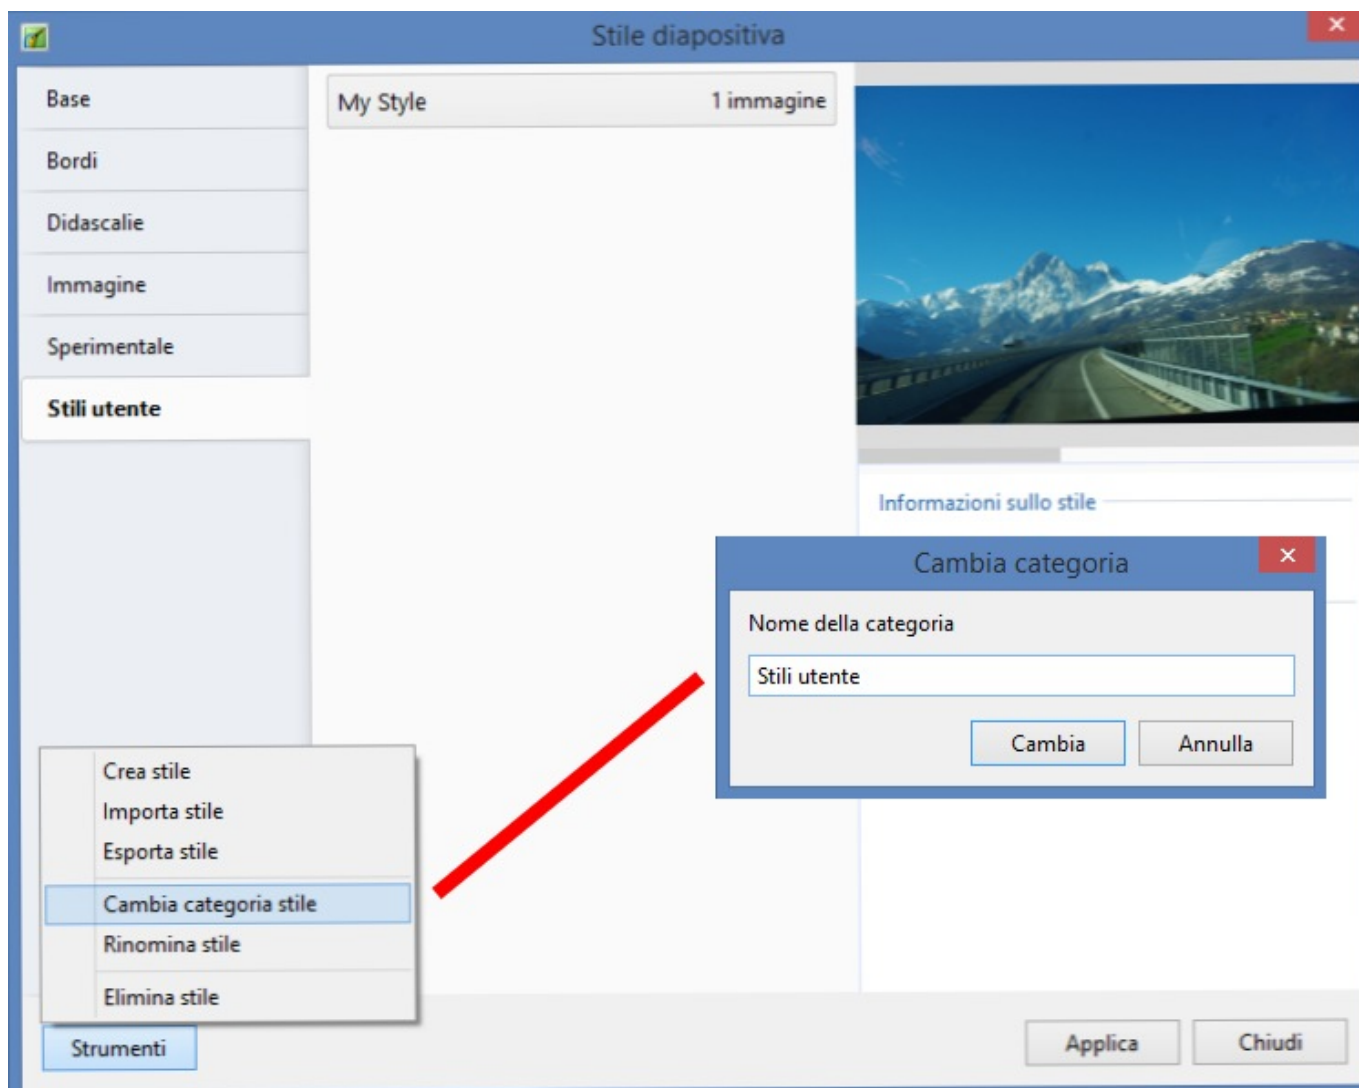 Stile diapositiva
Base
Bordi
Didascalie
Immagine
Sperimentale
Stili utente
My Style 1 immagine
Informazioni sullo stile
Cambia categoria
Nome della categoria
Stili utente
Cambia Annulla
Crea stile
Importa stile
Esporta stile
Cambia categoria stile
Rinomina stile
Elimina stile
Strumenti
Applica Chiudi